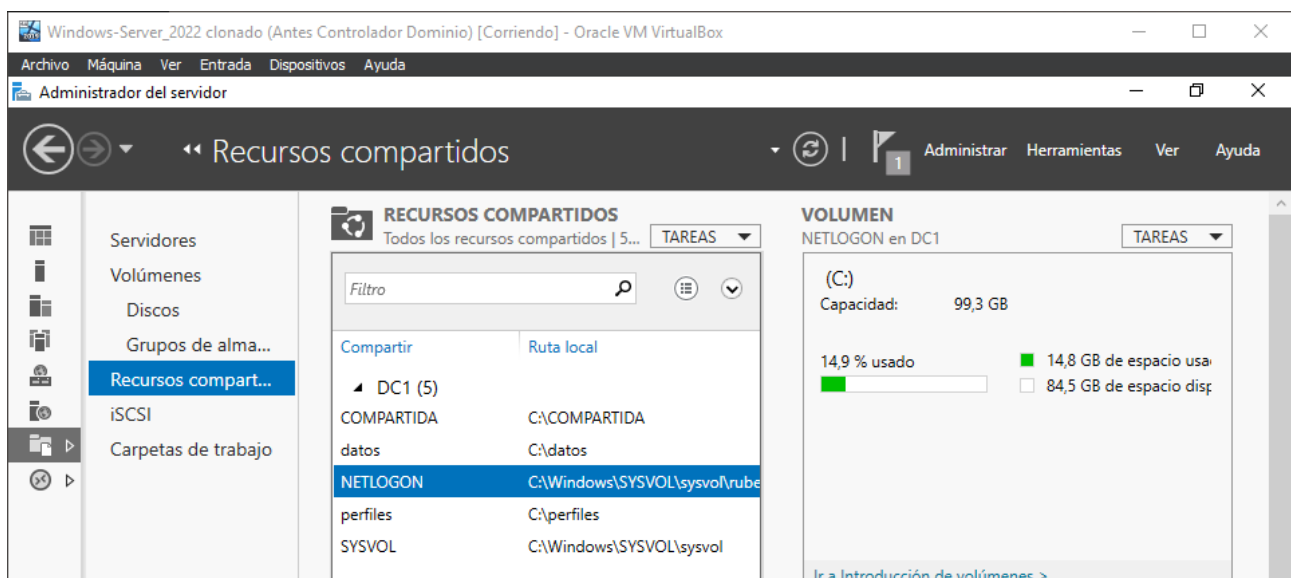 Windows-Server_2022 clonado (Antes Controlador Dominio) [Corriendo] - Oracle VM VirtualBox
Archivo Máquina Ver Entrada Dispositivos Ayuda
Administrador del servidor
Recursos compartidos
1 Administrar Herramientas Ver Ayuda
Servidores
Volúmenes
Discos
Grupos de alma...
Recursos compart...
iSCSI
Carpetas de trabajo
RECURSOS COMPARTIDOS
Todos los recursos compartidos | 5... TAREAS
Filtro
Compartir Ruta local
DC1 (5)
COMPARTIDA C:\COMPARTIDA
datos C:\datos
NETLOGON C:\Windows\SYSVOL\sysvol\rube
perfiles C:\perfiles
SYSVOL C:\Windows\SYSVOL\sysvol
VOLUMEN
NETLOGON en DC1 TAREAS
(C:)
Capacidad: 99,3 GB
14,9 % usado 14,8 GB de espacio usa
84,5 GB de espacio disp
Ir a Introducción de volúmenes >